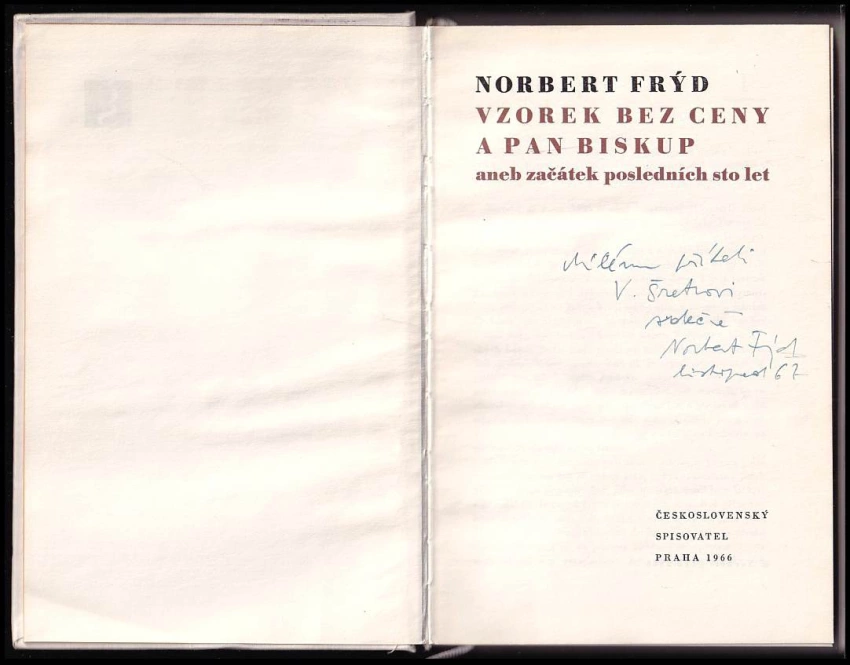 NORBERT FRÝD
VZOREK BEZ CENY
A PAN BISKUP
aneb začátek posledních sto let
Milému příteli
V. Šretrovi
srdečně
Norbert Frýd
listopad 67
ČESKOSLOVENSKÝ
SPISOVATEL
PRAHA 1966